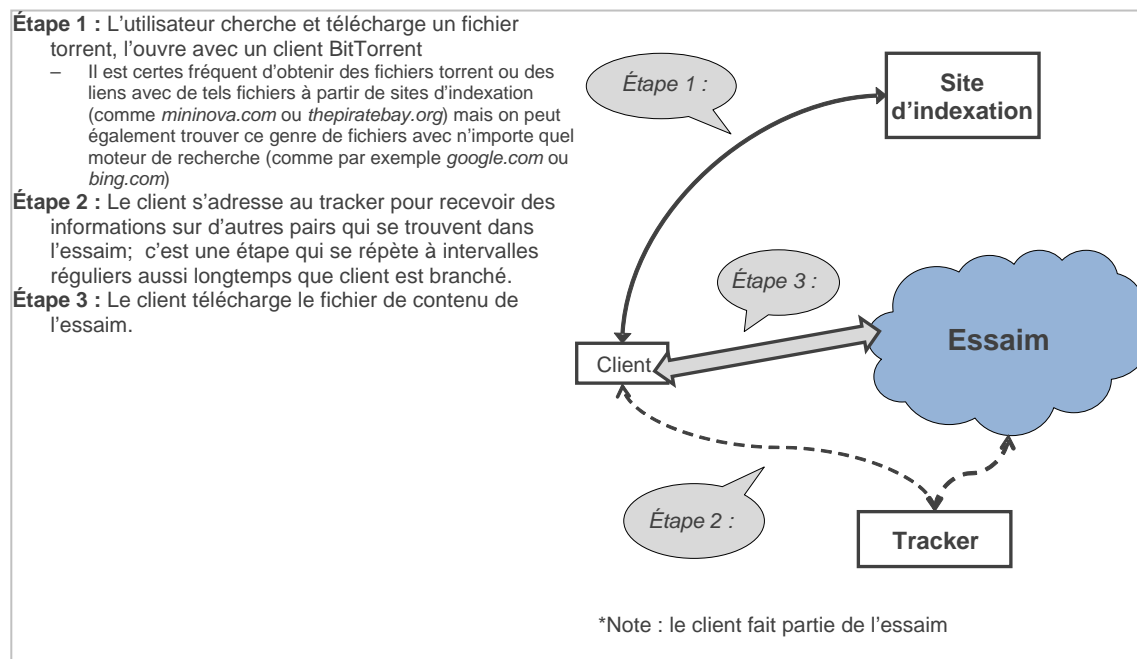 Étape 1 : L'utilisateur cherche et télécharge un fichier
torrent, l'ouvre avec un client BitTorrent
– Il est certes fréquent d'obtenir des fichiers torrent ou des
liens avec de tels fichiers à partir de sites d'indexation
(comme mininova.com ou thepiratebay.org) mais on peut
également trouver ce genre de fichiers avec n'importe quel
moteur de recherche (comme par exemple google.com ou
bing.com)
Étape 2 : Le client s'adresse au tracker pour recevoir des
informations sur d'autres pairs qui se trouvent dans
l'essaim; c'est une étape qui se répète à intervalles
réguliers aussi longtemps que client est branché.
Étape 3 : Le client télécharge le fichier de contenu de
l'essaim.
Étape 1 :
Site
d'indexation
Étape 3 :
Essaim
Client
Étape 2 :
Tracker
*Note : le client fait partie de l'essaim